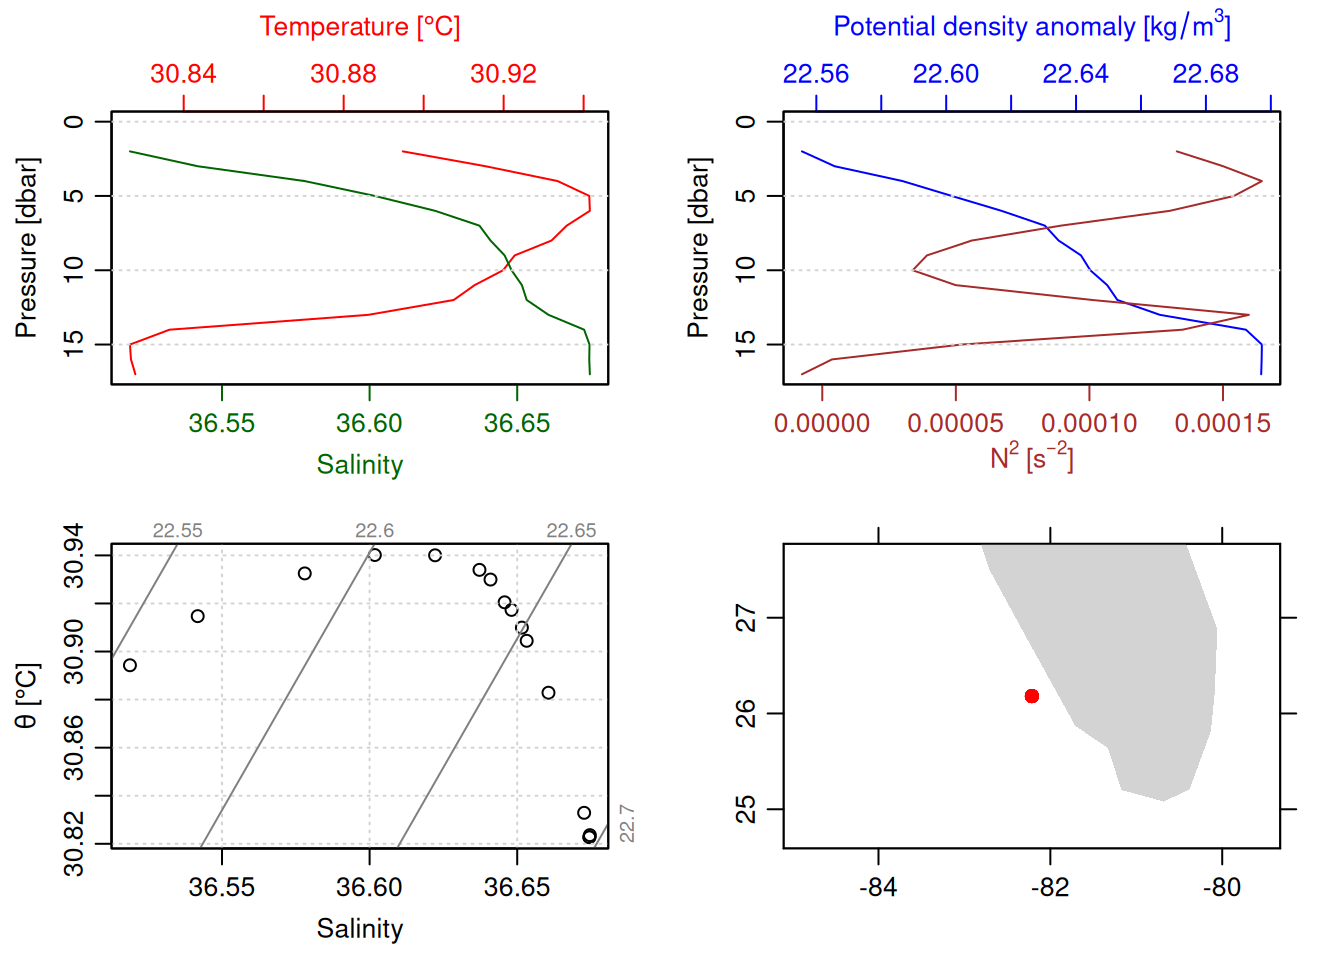 Temperature [°C]
30.84 30.88 30.92
Pressure [dbar]
0 5 10 15
36.55 36.60 36.65
Salinity
Potential density anomaly [kg/m³]
22.56 22.60 22.64 22.68
Pressure [dbar]
0 5 10 15
0.00000 0.00005 0.00010 0.00015
N² [s⁻²]
22.55 22.6 22.65
22.7
θ [°C]
30.94 30.90 30.86 30.82
36.55 36.60 36.65
Salinity
27 26 25
-84 -82 -80